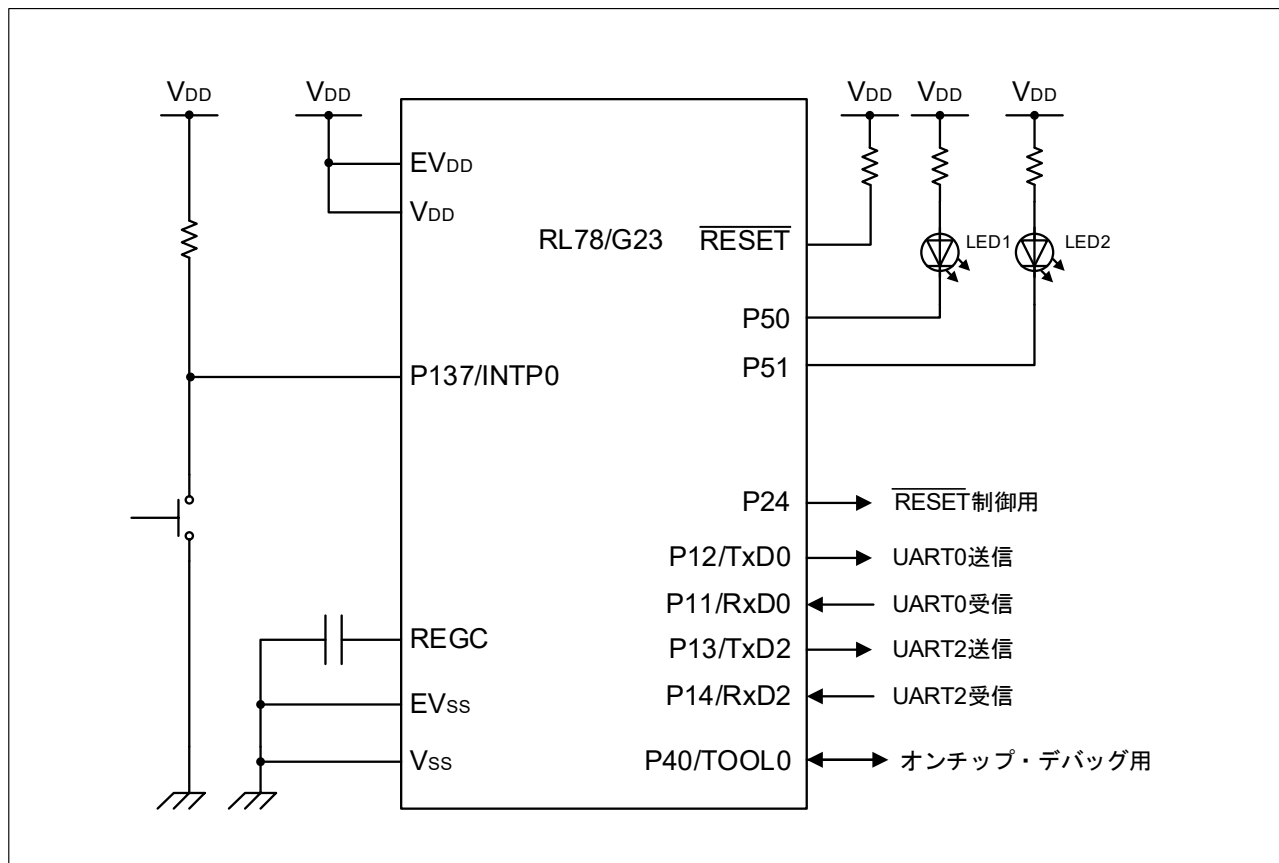 VDD
VDD
VDD
VDD
VDD
EVDD
VDD
RL78/G23
RESET
LED1
LED2
P50
P51
P137/INTP0
P24
RESET制御用
P12/TxD0
UART0送信
P11/RxD0
UART0受信
REGC
P13/TxD2
UART2送信
P14/RxD2
UART2受信
EVSS
VSS
P40/TOOL0
オンチップ・デバッグ用